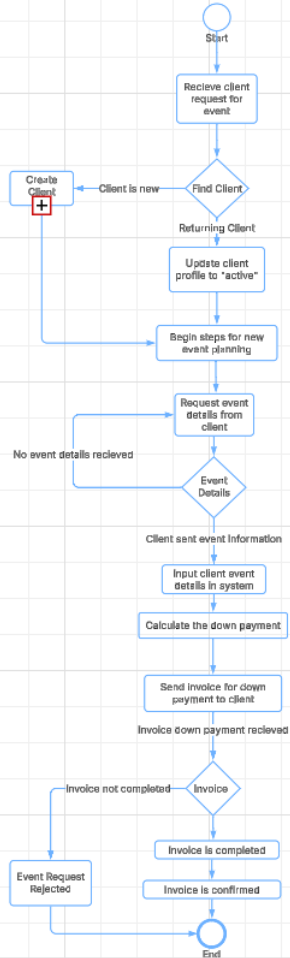 Start
Recieve client
request for
event
Create
Client
Client is new
Find Client
Returning Client
Update client
profile to "active"
Begin steps for new
event planning
Request event
details from
client
No event details recieved
Event
Details
Client sent event information
Input client event
details in system
Calculate the down payment
Send invoice for down
payment to client
Invoice down payment recieved
Invoice not completed
Invoice
Invoice is completed
Event Request
Rejected
Invoice is confirmed
End